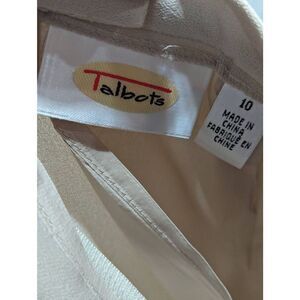 Talbots
10
MADE IN
CHINA
FABRIQUÉ EN
CHINE